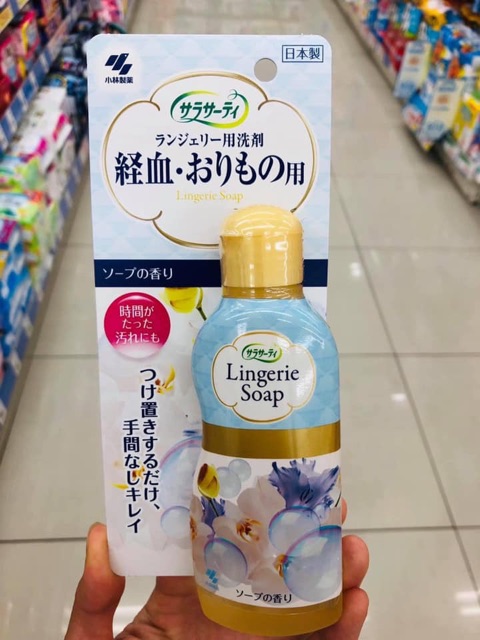 小林製薬
日本製
サラサーティ
ランジェリー用洗剤
経血・おりもの用
Lingerie Soap
ソープの香り
時間が
たった
汚れにも
つけ置きするだけ、
手間なしキレイ
サラサーティ
Lingerie
Soap
ソープの香り